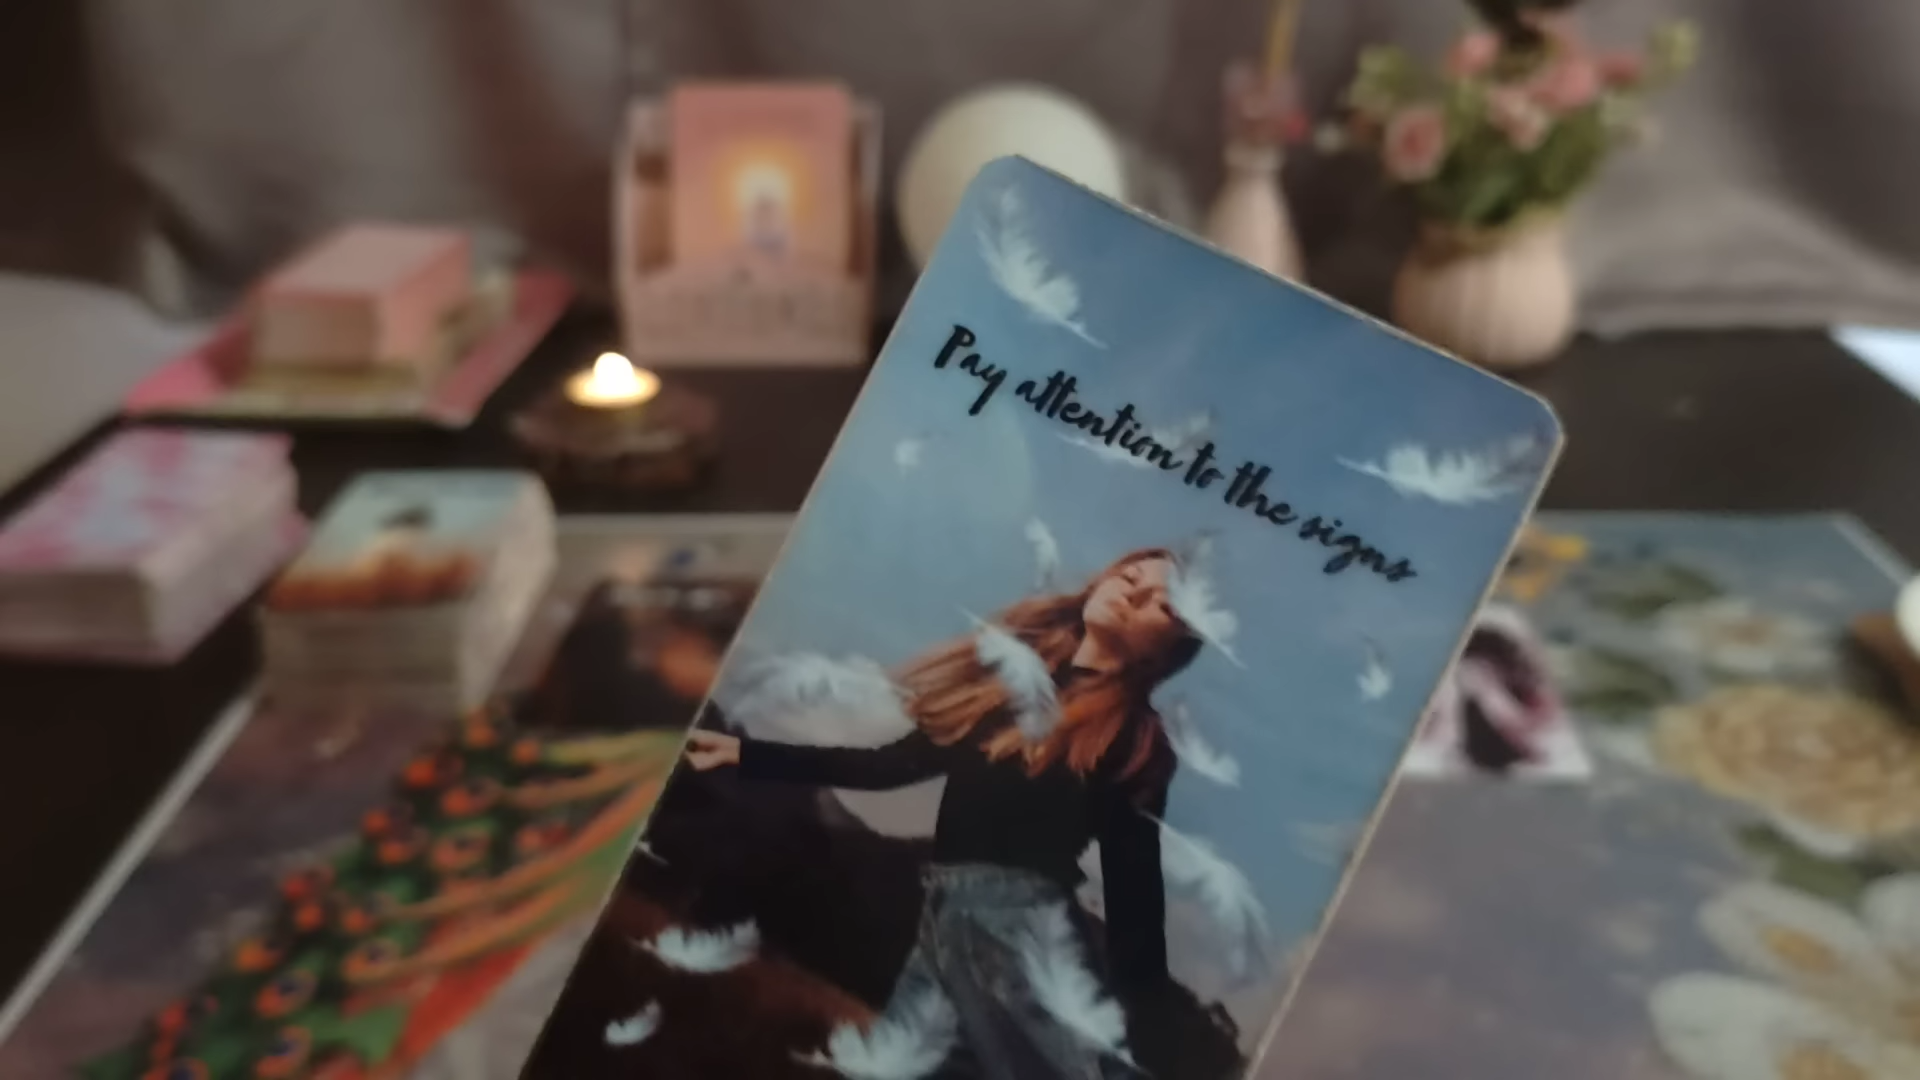 Pay attention to the signs